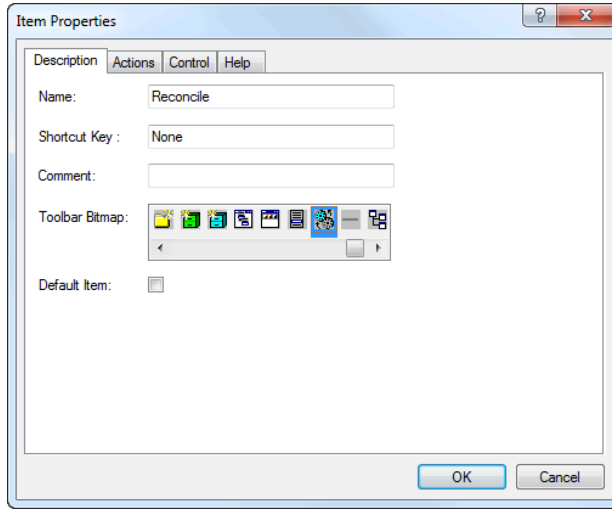 Item Properties
Description Actions Control Help
Name: Reconcile
Shortcut Key : None
Comment:
Toolbar Bitmap:
Default Item:
OK Cancel